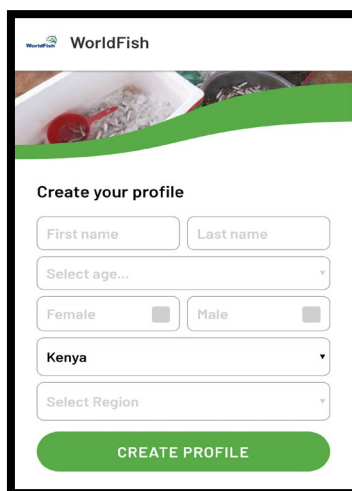 WorldFish WorldFish
Create your profile
First name Last name
Select age...
Female Male
Kenya
Select Region
CREATE PROFILE